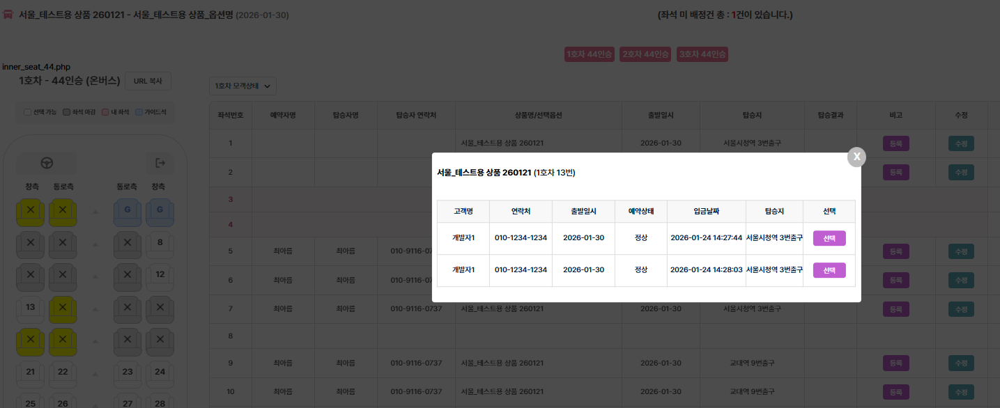 서울_테스트용 상품 260121 - 서울_테스트용 상품_옵션명 (2026-01-30)
(좌석 미 배정건 총 : 1건이 있습니다.)
1호차 44인승 2호차 44인승 3호차 44인승
inner_seat_44.php
1호차 - 44인승 (온버스) URL 복사
1호차 모객상태
선택 가능 좌석 마감 내 좌석 가이드석
창측 통로측 통로측 창측
G G
8
12
13
21 22 23 24
25 26 27 28
좌석번호 예약자명 탑승자명 탑승자 연락처 상품명/선택옵션 출발일시 탑승지 탑승결과 비고 수정
1 서울_테스트용 상품 260121 2026-01-30 서울시청역 3번출구 등록 수정
2 등록 수정
3
4
5 최아름 최아름 010-9116-07 등록 수정
6 최아름 최아름 010-9116-07 등록 수정
7 최아름 최아름 010-9116-0737 서울_테스트용 상품 260121 2026-01-30 서울시청역 3번출구 등록 수정
8
9 최아름 최아름 010-9116-0737 서울_테스트용 상품 260121 2026-01-30 교대역 9번출구 등록 수정
10 최아름 최아름 010-9116-0737 서울_테스트용 상품 260121 2026-01-30 교대역 9번출구 등록 수정
X
서울_테스트용 상품 260121 (1호차 13번)
고객명 연락처 출발일시 예약상태 입금날짜 탑승지 선택
개발자1 010-1234-1234 2026-01-30 정상 2026-01-24 14:27:44 서울시청역 3번출구 선택
개발자1 010-1234-1234 2026-01-30 정상 2026-01-24 14:28:03 서울시청역 3번출구 선택